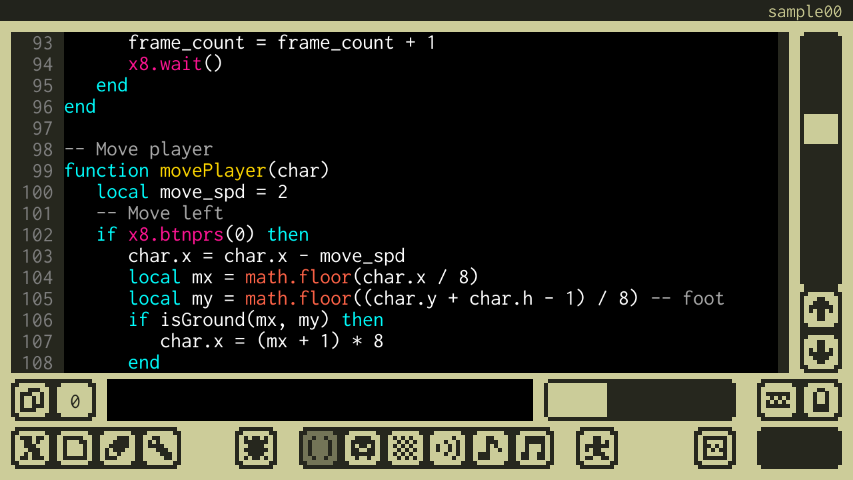 sample00
93 frame_count = frame_count + 1
94 x8.wait()
95 end
96 end
97
98 -- Move player
99 function movePlayer(char)
100 local move_spd = 2
101 -- Move left
102 if x8.btnprs(0) then
103 char.x = char.x - move_spd
104 local mx = math.floor(char.x / 8)
105 local my = math.floor((char.y + char.h - 1) / 8) -- foot
106 if isGround(mx, my) then
107 char.x = (mx + 1) * 8
108 end
0